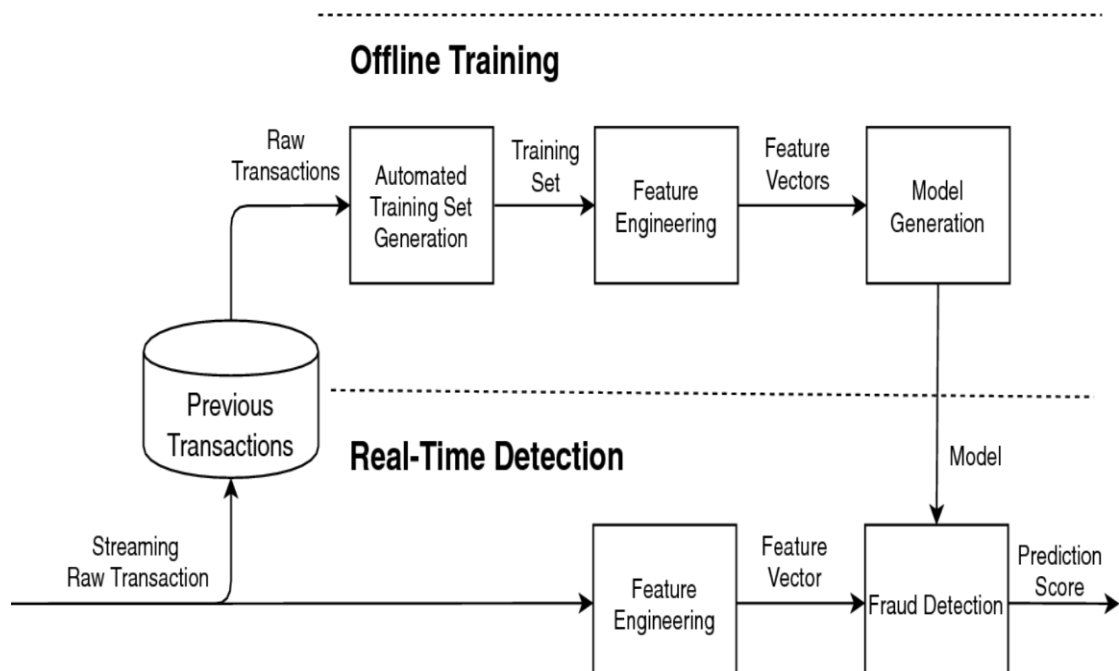 Offline Training
Raw
Transactions
Automated
Training Set
Generation
Training
Set
Feature
Engineering
Feature
Vectors
Model
Generation
Previous
Transactions
Real-Time Detection
Model
Streaming
Raw Transaction
Feature
Engineering
Feature
Vector
Fraud Detection
Prediction
Score